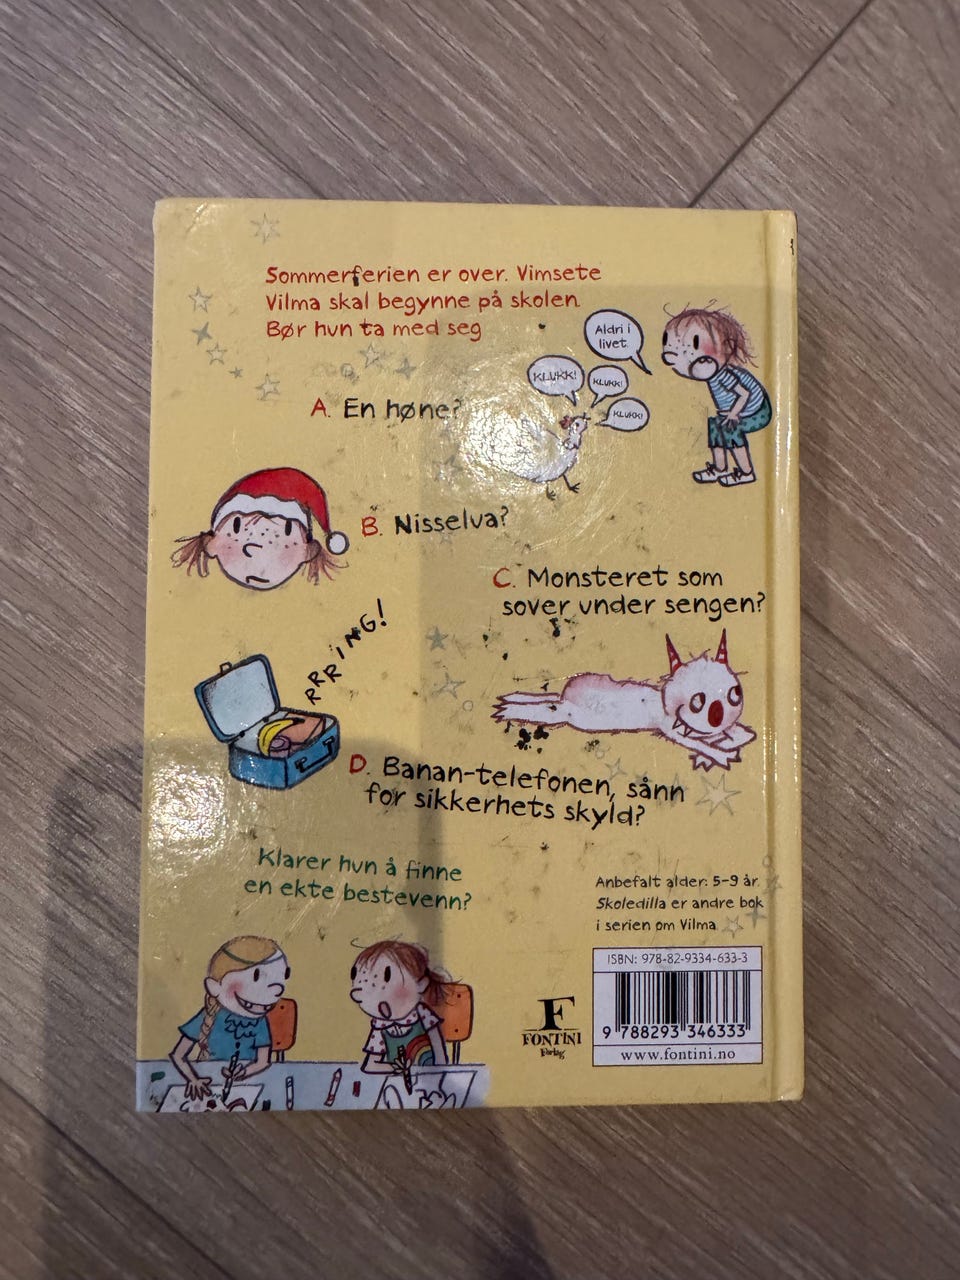 Sommerferien er over. Vimsete
Vilma skal begynne på skolen
Bør hun ta med seg
Aldri i
livet.
KLUKK!
KLUKK!
KLUKK!
A. En høne?
B. Nisselva?
C. Monsteret som
sover under sengen?
RRRRING!
D. Banan-telefonen, sånn
for sikkerhets skyld?
Klarer hun å finne
en ekte bestevenn?
Anbefalt alder: 5-9 år.
Skoledilla er andre bok
i serien om Vilma
ISBN: 978-82-9334-633-3
9 788293 346333
www.fontini.no
F
FONTINI
Forlag